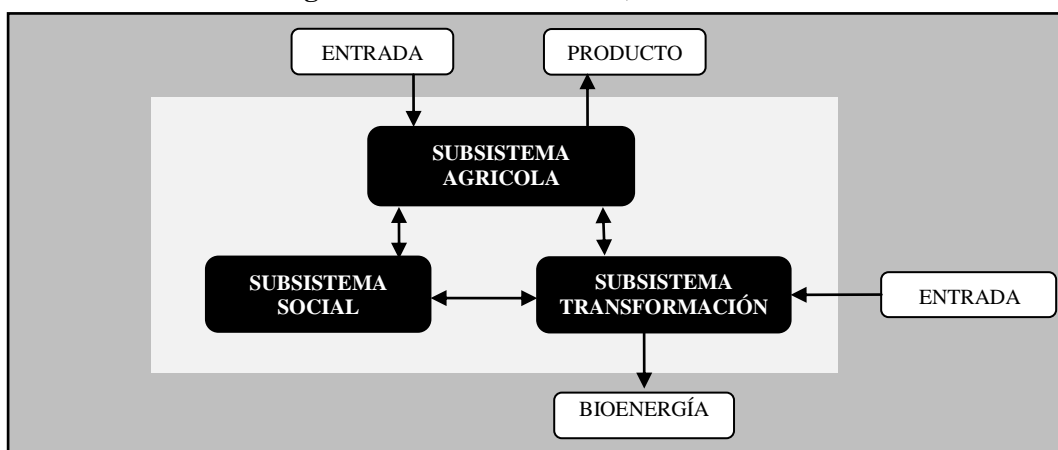 ENTRADA
PRODUCTO
SUBSISTEMA
AGRICOLA
SUBSISTEMA
SOCIAL
SUBSISTEMA
TRANSFORMACIÓN
ENTRADA
BIOENERGÍA